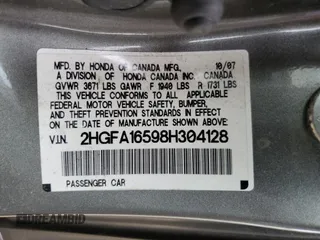 MFD. BY HONDA OF CANADA MFG. 10/07
A DIVISION OF HONDA CANADA INC. CANADA
GVWR 3671 LBS GAWR F 1940 LBS R 1731 LBS
THIS VEHICLE CONFORMS TO ALL APPLICABLE
FEDERAL MOTOR VEHICLE SAFETY, BUMPER,
AND THEFT PREVENTION STANDARDS IN EFFECT
ON THE DATE OF MANUFACTURE SHOWN ABOVE.
V.I.N. 2HGFA16598H304128
PASSENGER CAR
DREAMBID